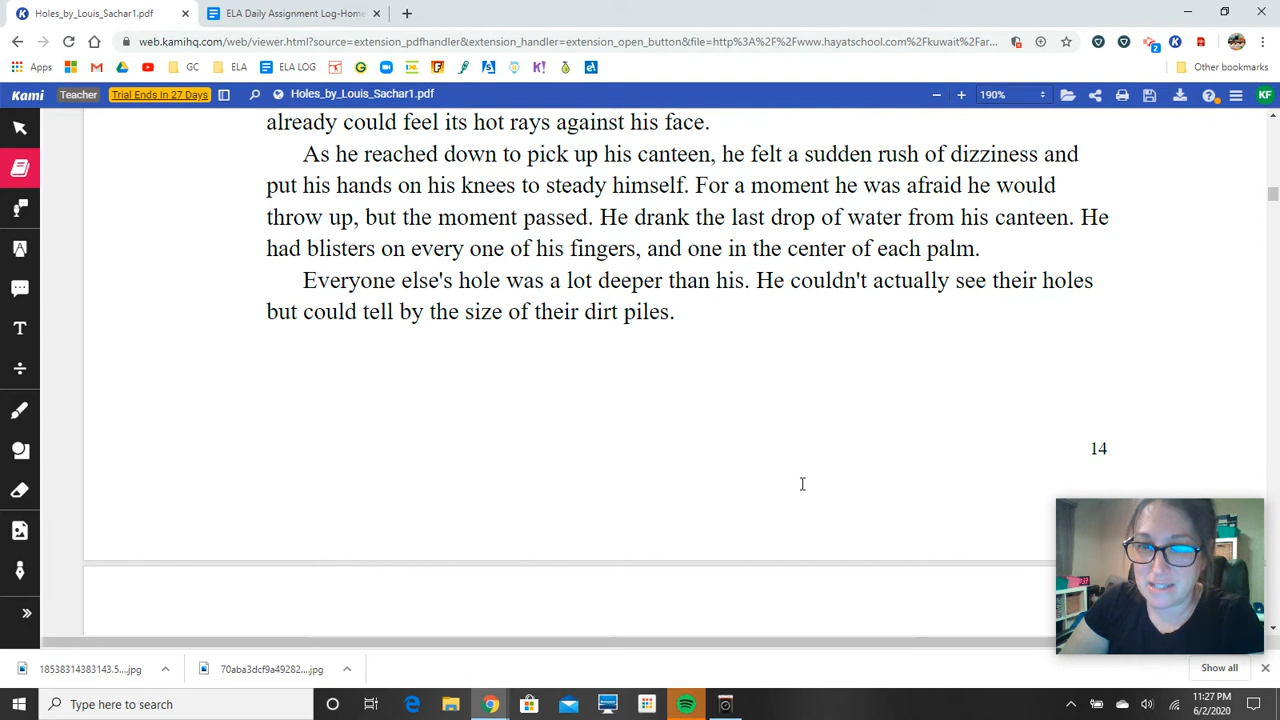 Holes_by_Louis_Sachar1.pdf
ELA Daily Assignment Log-Home
web.kamihq.com/web/viewer.html?source=extension_pdfhandler&extension_handler=extension_open_button&file=http%3A%2F%2Fwww.hayatschool.com%2Fkuwait%2Far...
Apps
GC
ELA
ELA LOG
Other bookmarks
Kami
Teacher
Trial Ends In 27 Days
Holes_by_Louis_Sachar1.pdf
190%
KF
already could feel its hot rays against his face.
As he reached down to pick up his canteen, he felt a sudden rush of dizziness and
put his hands on his knees to steady himself. For a moment he was afraid he would
throw up, but the moment passed. He drank the last drop of water from his canteen. He
had blisters on every one of his fingers, and one in the center of each palm.
Everyone else's hole was a lot deeper than his. He couldn't actually see their holes
but could tell by the size of their dirt piles.
14
18538314383143.5....jpg
70aba3dcf9a49282....jpg
Show all
Type here to search
11:27 PM
6/2/2020